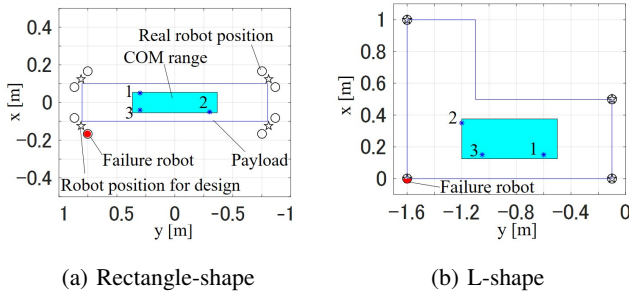 0.4
0.2
0
-0.2
-0.4
x [m]
Real robot position
COM range
1
2
3
Failure robot
Payload
Robot position for design
1 0.5 0 -0.5 -1
y [m]
(a) Rectangle-shape
1
0.8
0.6
0.4
0.2
0
x [m]
2
3
1
Failure robot
-1.6 -1.2 -0.8 -0.4 0
y [m]
(b) L-shape